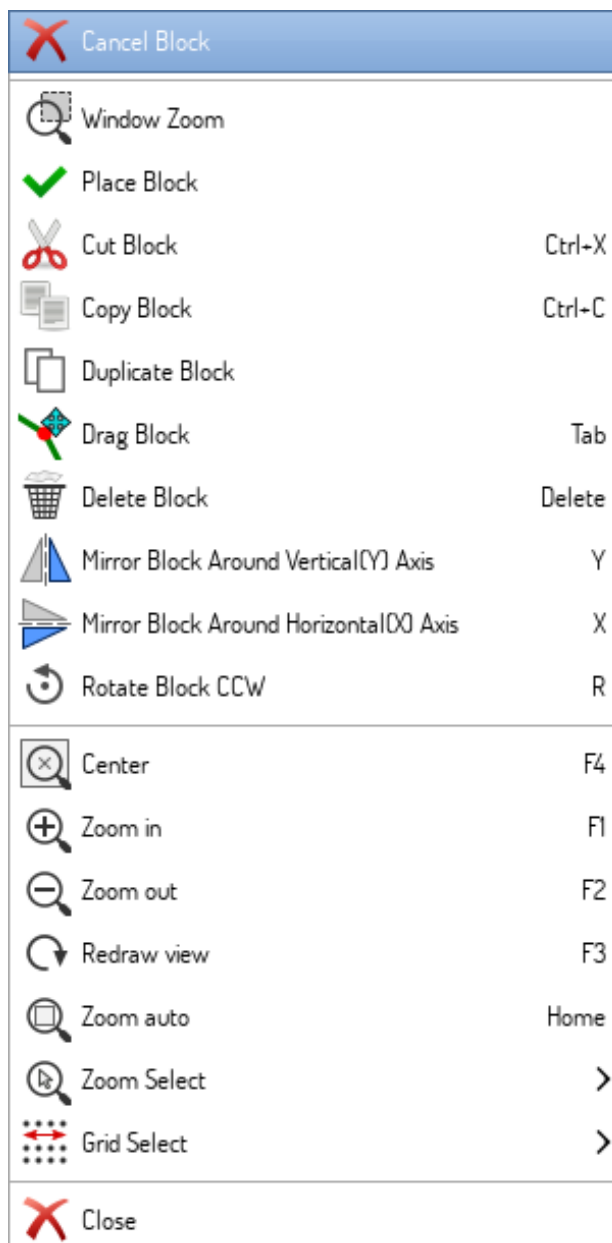 Cancel Block
Window Zoom
Place Block
Cut Block Ctrl+X
Copy Block Ctrl+C
Duplicate Block
Drag Block Tab
Delete Block Delete
Mirror Block Around Vertical(Y) Axis Y
Mirror Block Around Horizontal(X) Axis X
Rotate Block CCW R
Center F4
Zoom in F1
Zoom out F2
Redraw view F3
Zoom auto Home
Zoom Select
Grid Select
Close